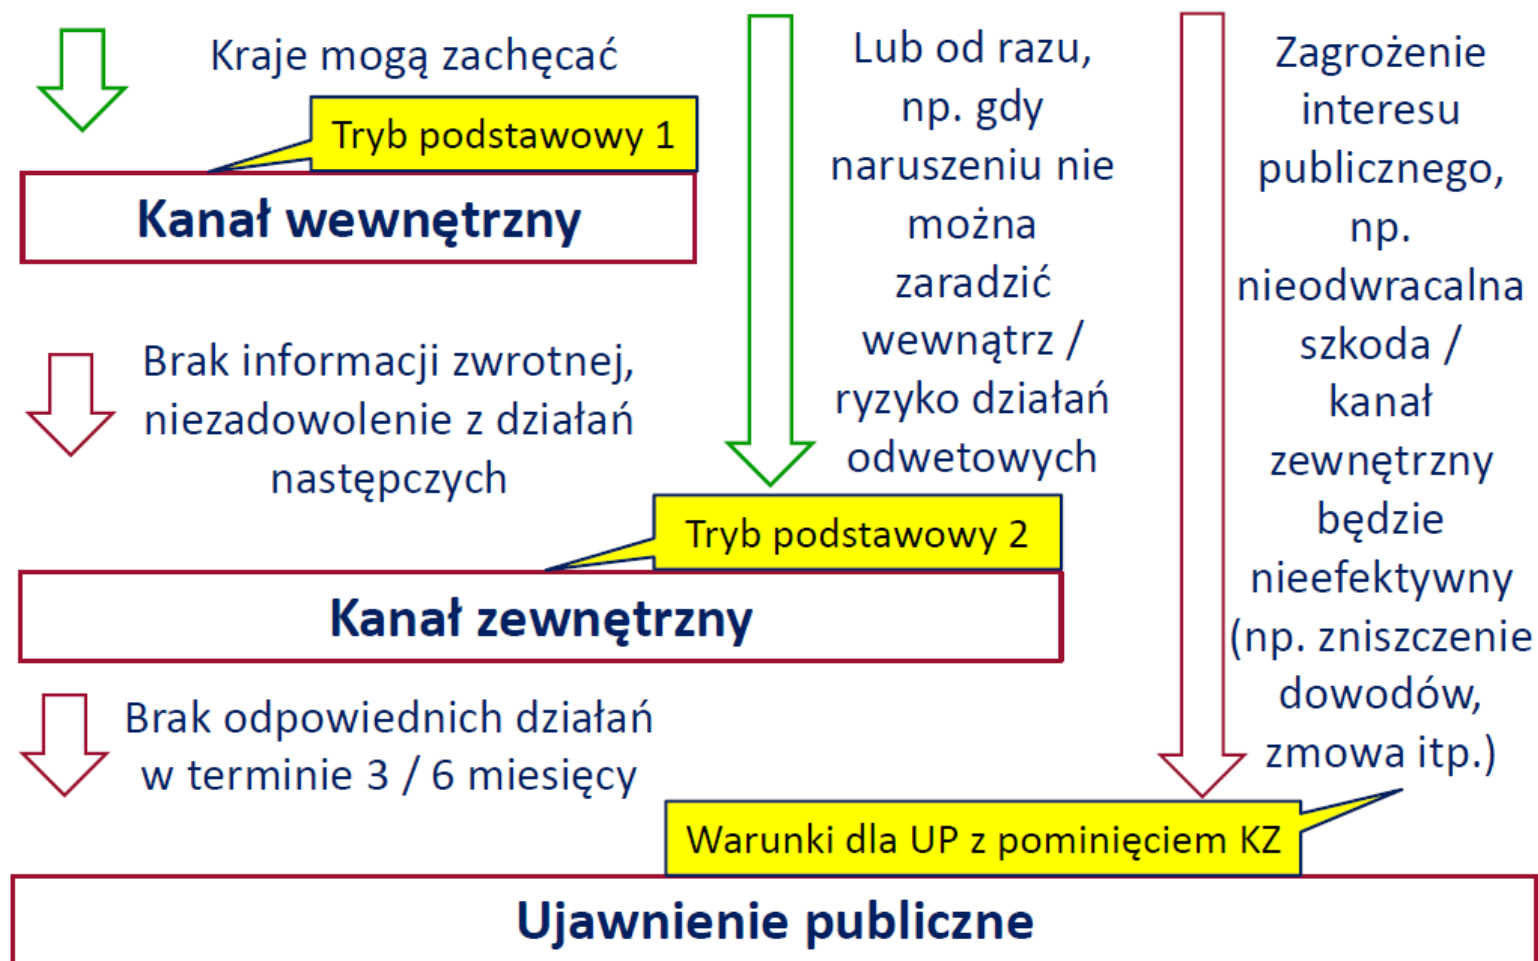 Kraje mogą zachęcać
Tryb podstawowy 1
Kanał wewnętrzny
Brak informacji zwrotnej,
niezadowolenie z działań
następczych
Lub od razu,
np. gdy
naruszeniu nie
można
zaradzić
wewnątrz /
ryzyko działań
odwetowych
Tryb podstawowy 2
Kanał zewnętrzny
Brak odpowiednich działań
w terminie 3 / 6 miesięcy
Zagrożenie
interesu
publicznego,
np.
nieodwracalna
szkoda /
kanał
zewnętrzny
będzie
nieefektywny
(np. zniszczenie
dowodów,
zmowa itp.)
Warunki dla UP z pominięciem KZ
Ujawnienie publiczne